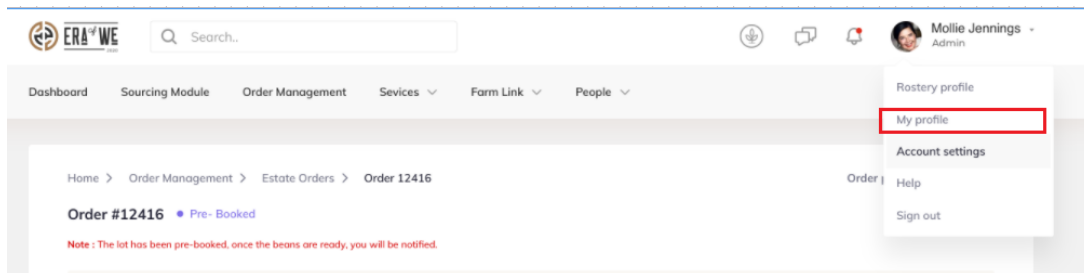 ERA of WE
Search..
Mollie Jennings
Admin
Dashboard Sourcing Module Order Management Sevices Farm Link People
Rostery profile
My profile
Account settings
Help
Sign out
Home > Order Management > Estate Orders > Order 12416
Order
Order #12416 • Pre- Booked
Note : The lot has been pre-booked, once the beans are ready, you will be notified.